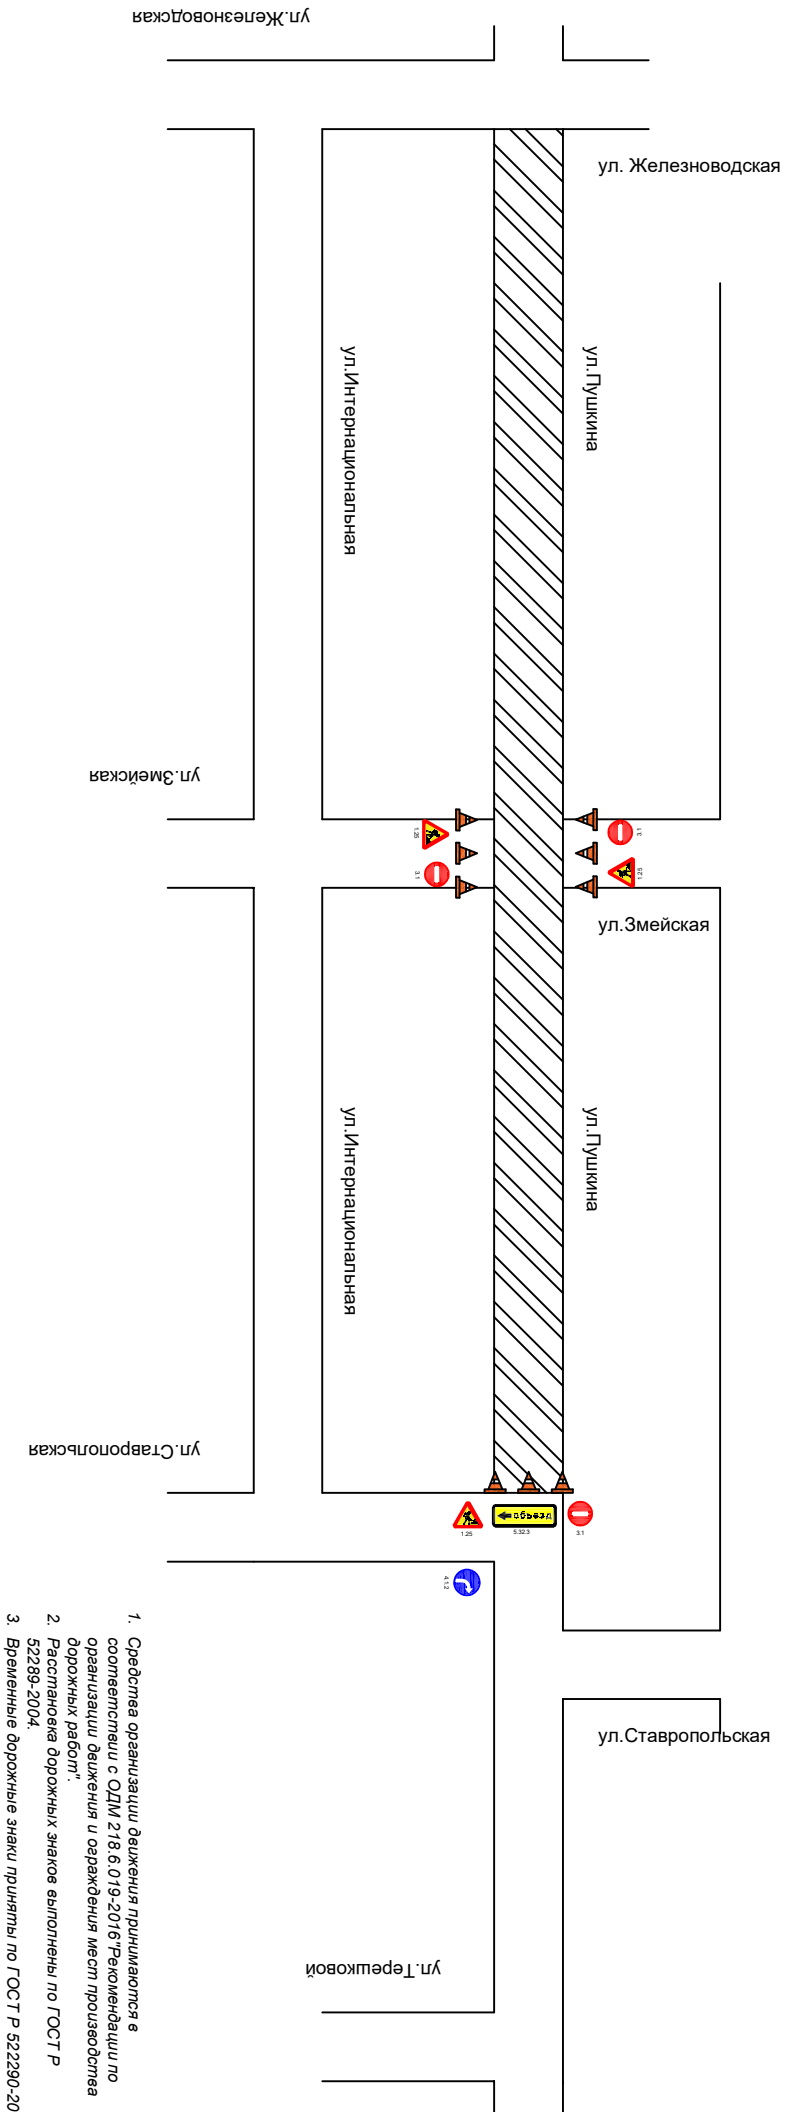 ул.Железноводская
ул. Железноводская
ул.Интернациональная
ул.Пушкина
ул.Змейская
1.25
3.1
3.1
1.25
ул.Змейская
ул.Интернациональная
ул.Пушкина
ул.Ставропольская
1.25
объезд
5.32.3
3.1
4.1.2
ул.Ставропольская
ул.Терешковой
1. Средства организации движения принимаются в
соответствии с ОДМ 218.6.019-2016"Рекомендации по
организации движения и ограждения мест производства
дорожных работ".
2. Расстановка дорожных знаков выполнены по ГОСТ Р
52289-2004.
3. Временные дорожные знаки приняты по ГОСТ Р 522290-20